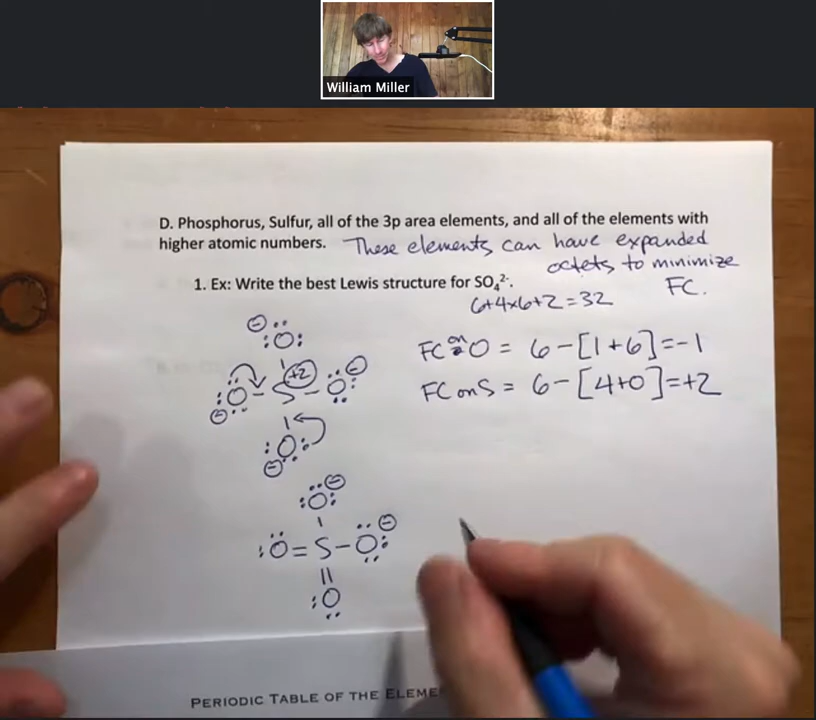 William Miller
D. Phosphorus, Sulfur, all of the 3p area elements, and all of the elements with
higher atomic numbers. These elements can have expanded
octets to minimize
FC.
1. Ex: Write the best Lewis structure for SO₄²⁻.
6+4×6+2=32
FC on O = 6-[1+6]=-1
FC on S = 6-[4+0]=+2
⊖
:O:
O-S-O:
+2
⊖
⊖
:O:
⊖
:O: ⊖
:O=S-O: ⊖
||
:O
PERIODIC TABLE OF THE ELEME